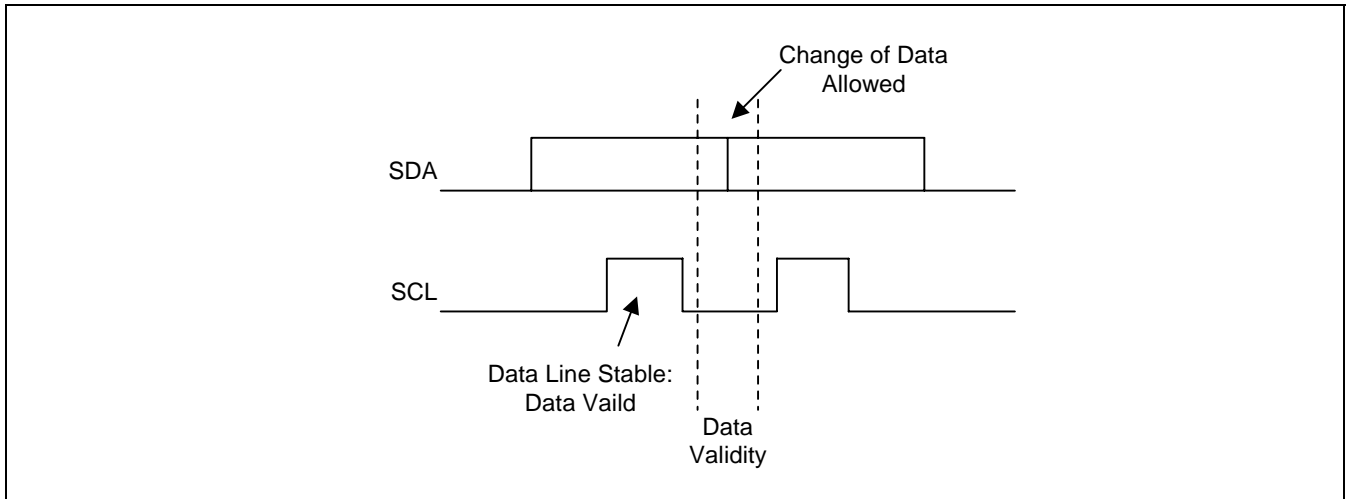 Change of Data
Allowed
SDA
SCL
Data Line Stable:
Data Vaild
Data
Validity